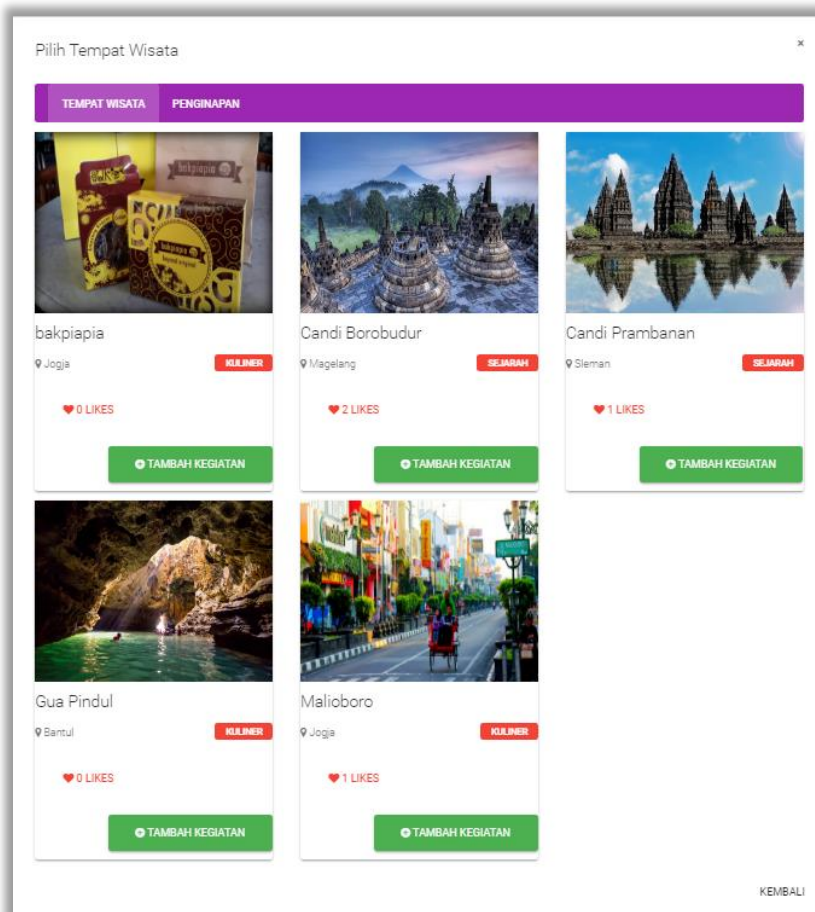 Pilih Tempat Wisata
×
TEMPAT WISATA PENGINAPAN
bakpiapia
bakpiapia
bakpiapia
Jogja
KULINER
0 LIKES
TAMBAH KEGIATAN
Candi Borobudur
Magelang
SEJARAH
2 LIKES
TAMBAH KEGIATAN
Candi Prambanan
Sleman
SEJARAH
1 LIKES
TAMBAH KEGIATAN
Gua Pindul
Bantul
KULINER
0 LIKES
TAMBAH KEGIATAN
Malioboro
Jogja
KULINER
1 LIKES
TAMBAH KEGIATAN
KEMBALI